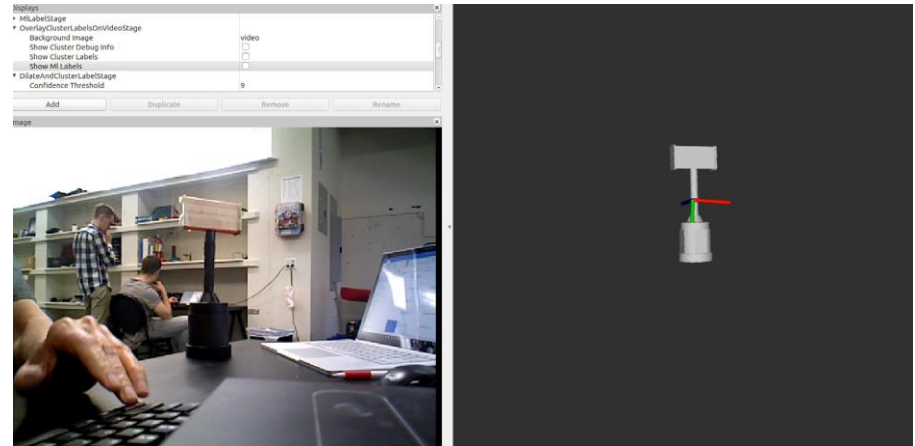 Displays
MlLabelStage
OverlayClusterLabelsOnVideoStage
Background Image video
Show Cluster Debug Info
Show Cluster Labels
Show Ml Labels
DilateAndClusterLabelStage
Confidence Threshold 9
Add Duplicate Remove Rename
mage